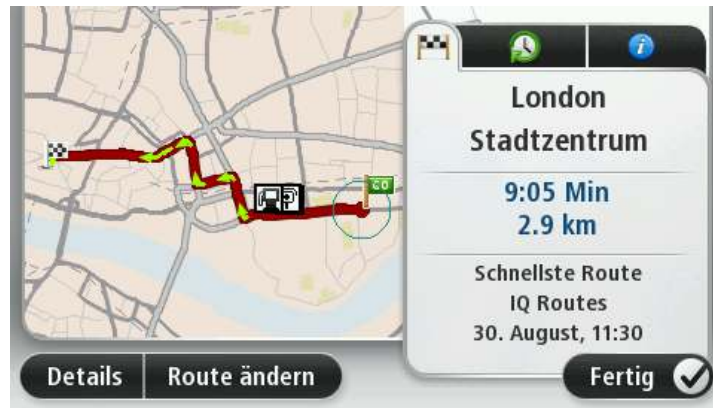 GO
London
Stadtzentrum
9:05 Min
2.9 km
Schnellste Route
IQ Routes
30. August, 11:30
Details
Route ändern
Fertig